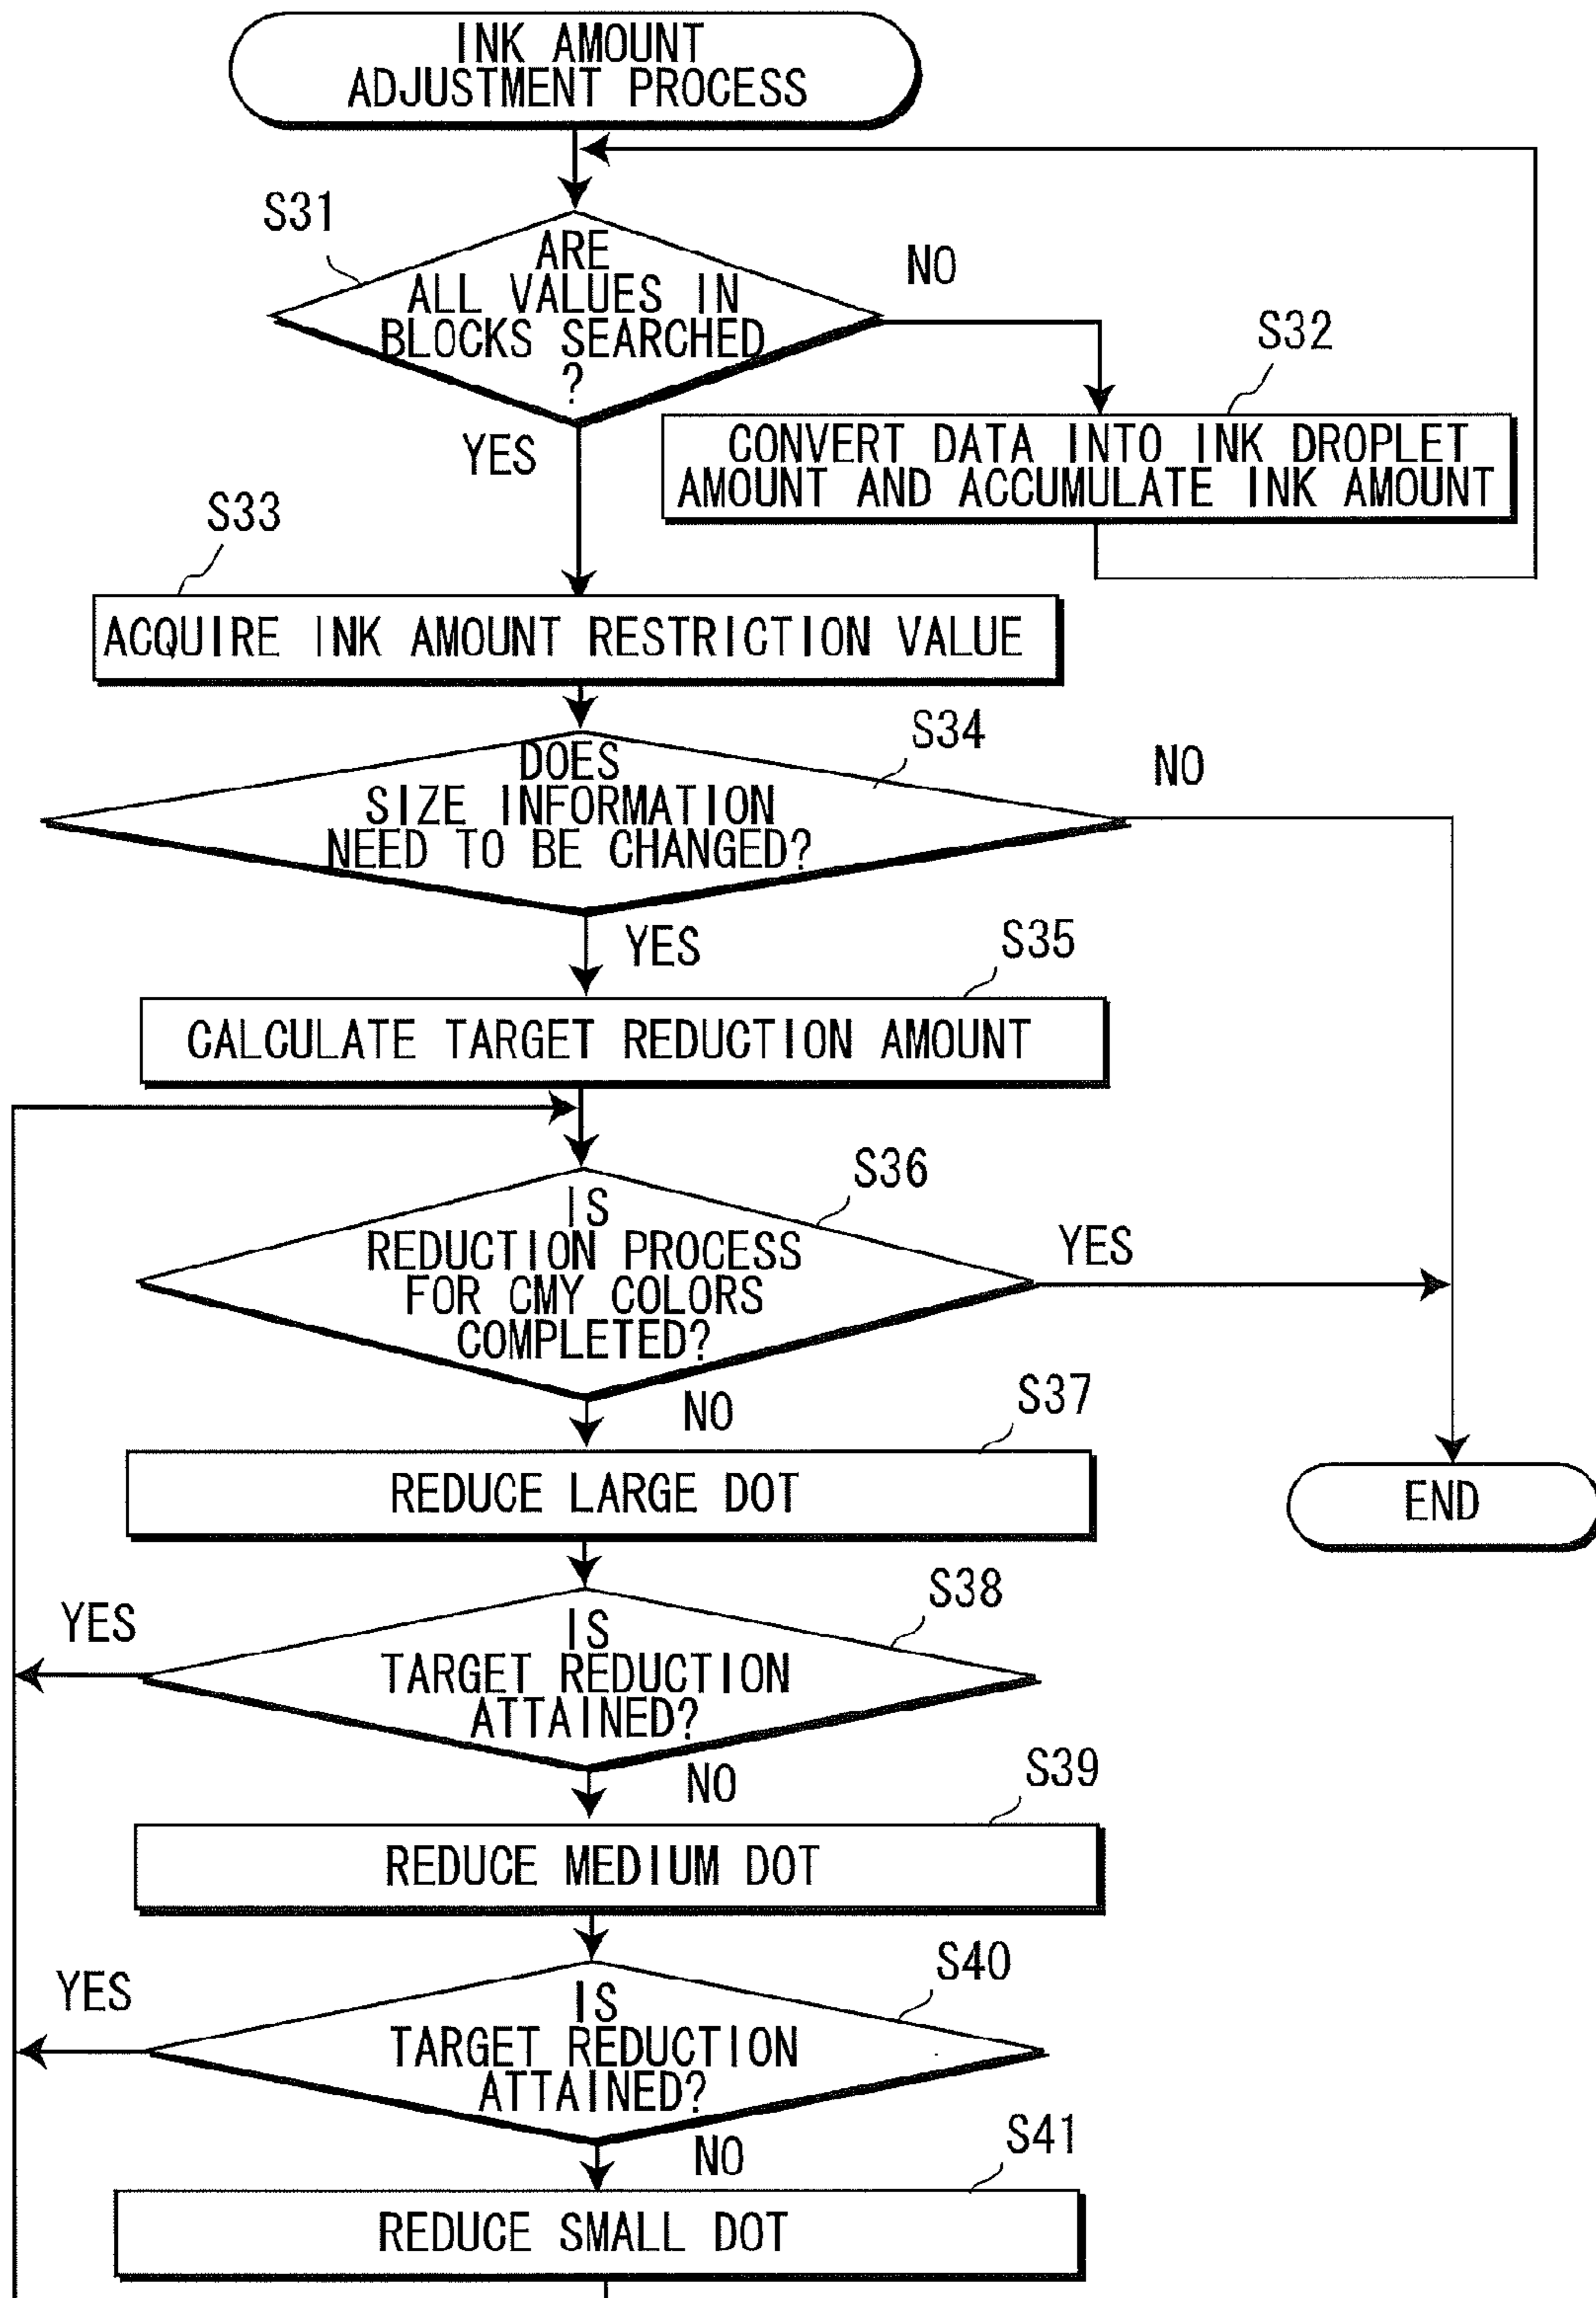 INK AMOUNT
ADJUSTMENT PROCESS
S31
ARE
ALL VALUES IN
BLOCKS SEARCHED
?
NO
YES
S32
CONVERT DATA INTO INK DROPLET
AMOUNT AND ACCUMULATE INK AMOUNT
S33
ACQUIRE INK AMOUNT RESTRICTION VALUE
S34
DOES
SIZE INFORMATION
NEED TO BE CHANGED?
NO
YES
S35
CALCULATE TARGET REDUCTION AMOUNT
S36
IS
REDUCTION PROCESS
FOR CMY COLORS
COMPLETED?
YES
NO
S37
REDUCE LARGE DOT
END
S38
IS
TARGET REDUCTION
ATTAINED?
YES
NO
S39
REDUCE MEDIUM DOT
S40
IS
TARGET REDUCTION
ATTAINED?
YES
NO
S41
REDUCE SMALL DOT